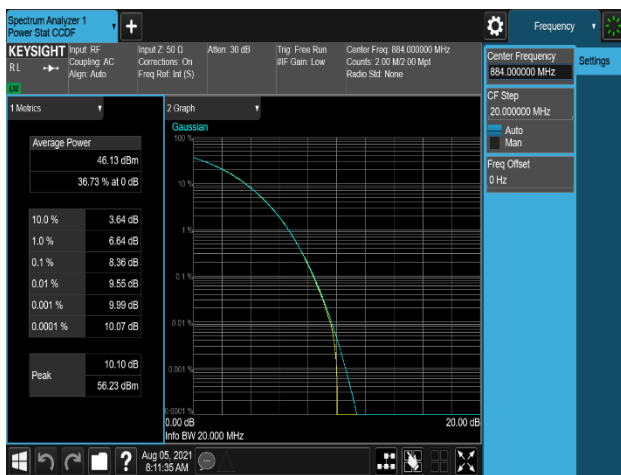 Spectrum Analyzer 1
Power Stat CCDF
+
Frequency
KEYSIGHT
R L
LW
Input: RF
Coupling: AC
Align: Auto
Input Z: 50 Ω
Corrections: On
Freq Ref: Int (S)
Atten: 30 dB
Trig: Free Run
#IF Gain: Low
Center Freq: 884.000000 MHz
Counts: 2.00 M/2.00 Mpt
Radio Std: None
Center Frequency
884.000000 MHz
Settings
CF Step
20.000000 MHz
Auto
Man
Freq Offset
0 Hz
1 Metrics
Average Power
46.13 dBm
36.73 % at 0 dB
10.0 % 3.64 dB
1.0 % 6.64 dB
0.1 % 8.36 dB
0.01 % 9.55 dB
0.001 % 9.99 dB
0.0001 % 10.07 dB
Peak
10.10 dB
56.23 dBm
2 Graph
Gaussian
100 %
10 %
1 %
0.1 %
0.01 %
0.001 %
0.0001 %
0.00 dB 20.00 dB
Info BW 20.000 MHz
?
Aug 05, 2021
8:11:35 AM